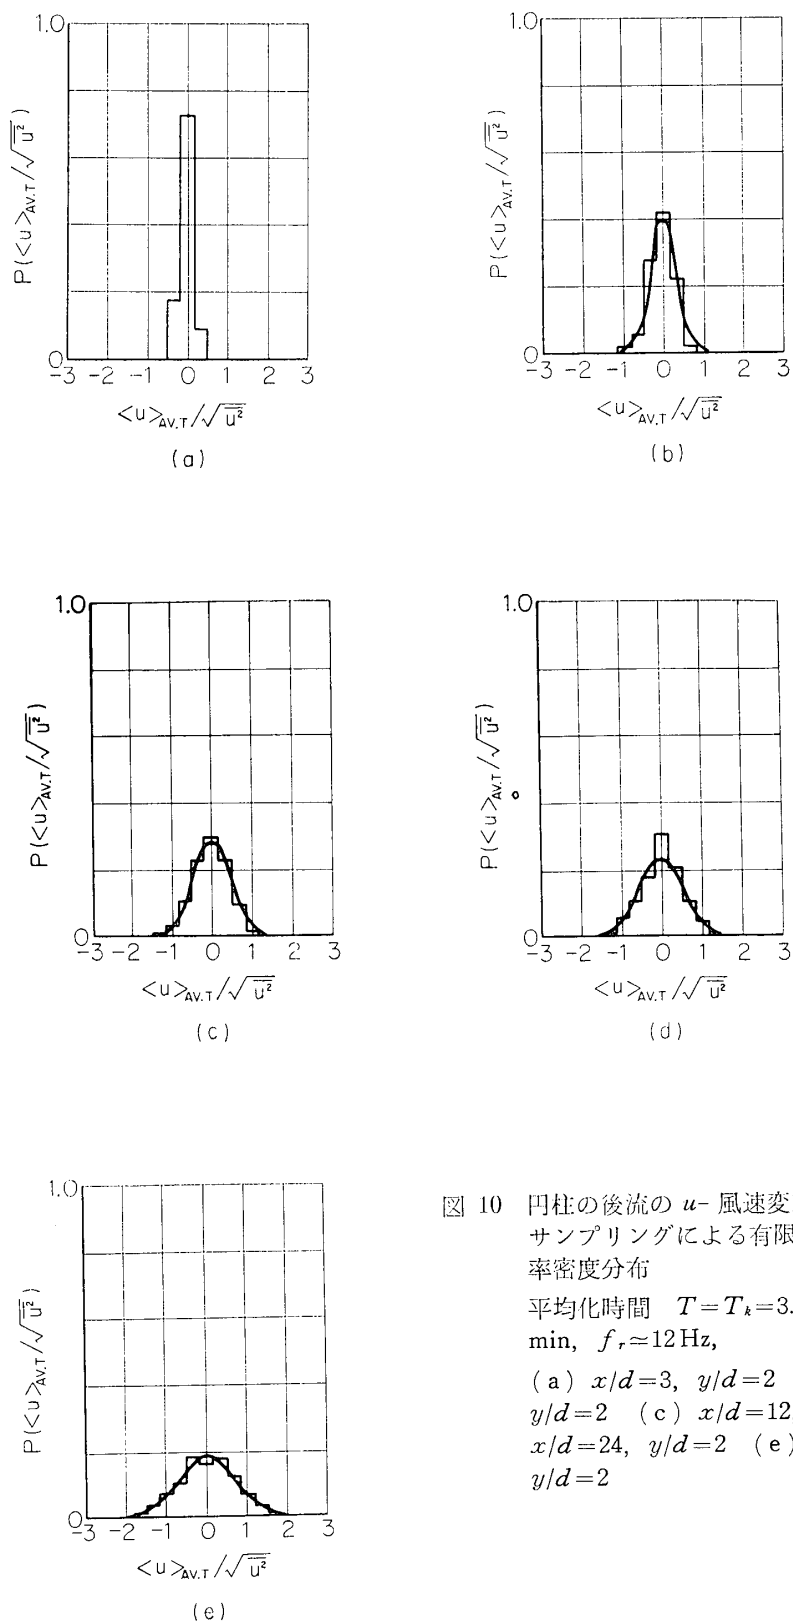 1.0
P(<u>AV.T/√u²)
0
-3 -2 -1 0 1 2 3
<u>AV.T/√u²
(a)
1.0
P(<u>AV.T/√u²)
0
-3 -2 -1 0 1 2 3
<u>AV.T/√u²
(b)
1.0
P(<u>AV.T/√u²)
0
-3 -2 -1 0 1 2 3
<u>AV.T/√u²
(c)
1.0
P(<u>AV.T/√u²)
0
-3 -2 -1 0 1 2 3
<u>AV.T/√u²
(d)
1.0
P(<u>AV.T/√u²)
0
-3 -2 -1 0 1 2 3
<u>AV.T/√u²
(e)
図 10 円柱の後流の u- 風速変
サンプリングによる有限
率密度分布
平均化時間 T=Tk=3.
min, fr≃12Hz,
(a) x/d=3, y/d=2
y/d=2 (c) x/d=12
x/d=24, y/d=2 (e)
y/d=2